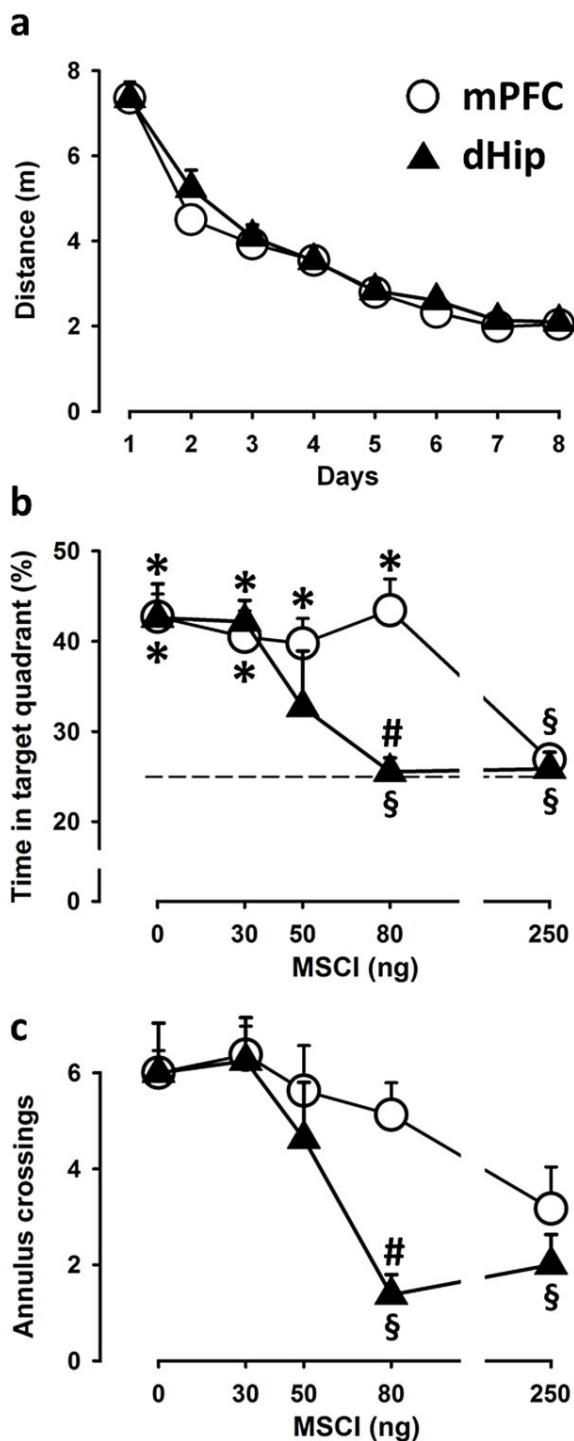 a
8
6
4
2
0
Distance (m)
mPFC
dHip
1 2 3 4 5 6 7 8
Days
b
50
40
30
20
0
Time in target quadrant (%)
* * * *
* *
#
§
§ §
0 30 50 80 250
MSCl (ng)
c
6
4
2
0
Annulus crossings
#
§ §
0 30 50 80 250
MSCl (ng)